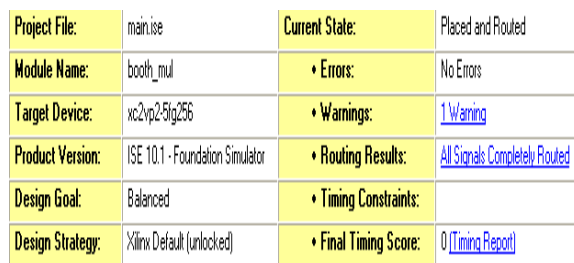 Project File: main.ise Current State: Placed and Routed
Module Name: booth_mul • Errors: No Errors
Target Device: xc2vp2-5fg256 • Warnings: 1 Warning
Product Version: ISE 10.1 - Foundation Simulator • Routing Results: All Signals Completely Routed
Design Goal: Balanced • Timing Constraints:
Design Strategy: Xilinx Default (unlocked) • Final Timing Score: 0 (Timing Report)